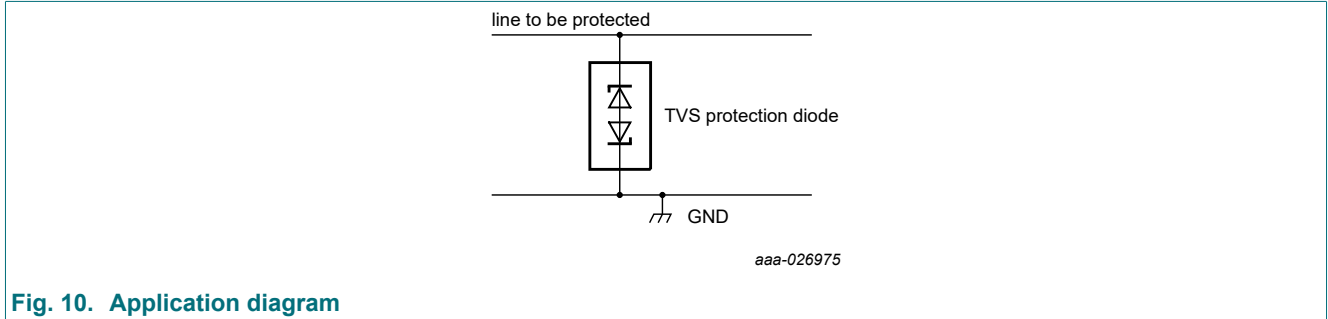 line to be protected
TVS protection diode
GND
aaa-026975
Fig. 10. Application diagram